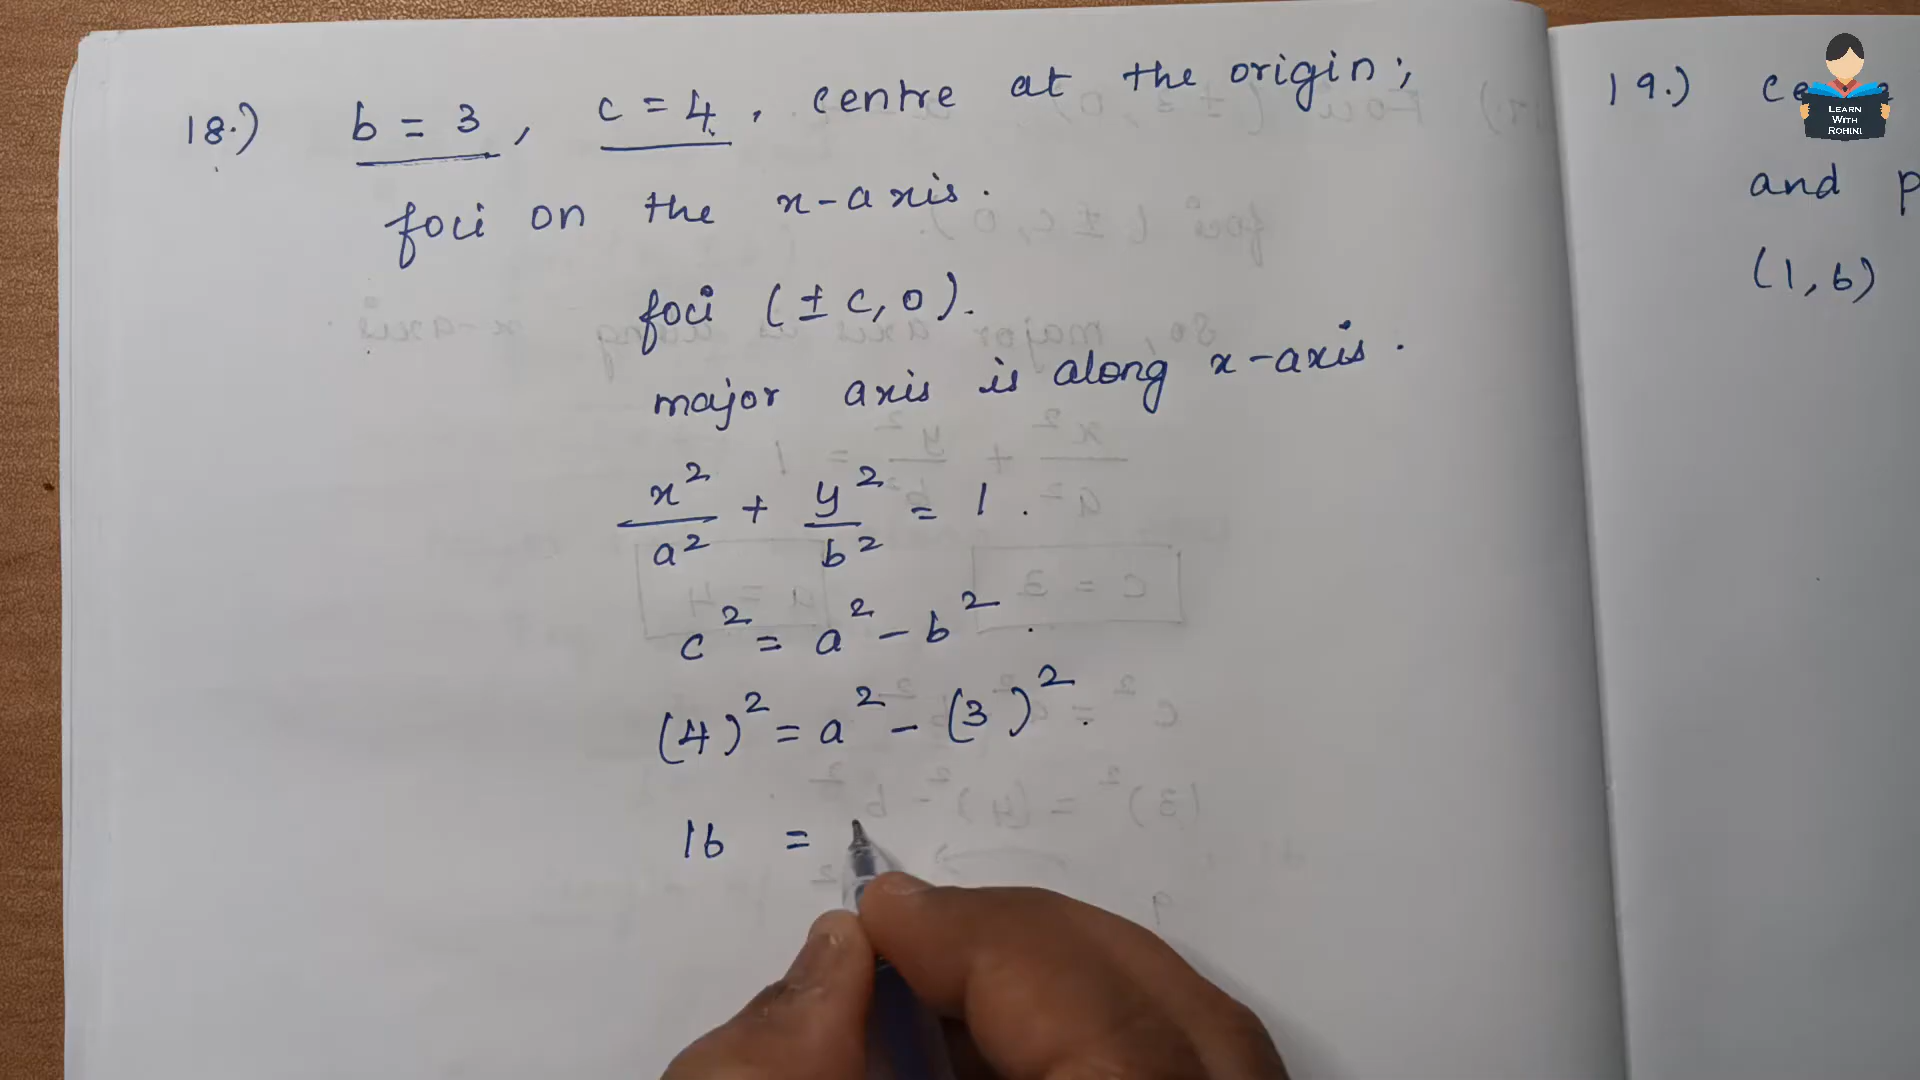 18.) b = 3, c = 4, centre at the origin;
foci on the x-axis.
foci (± c, 0).
major axis is along x-axis.
x²/a² + y²/b² = 1.
c² = a² - b².
(4)² = a² - (3)².
16 =
19.)
and
(1, 6)
LEARN
WITH
ROHINI